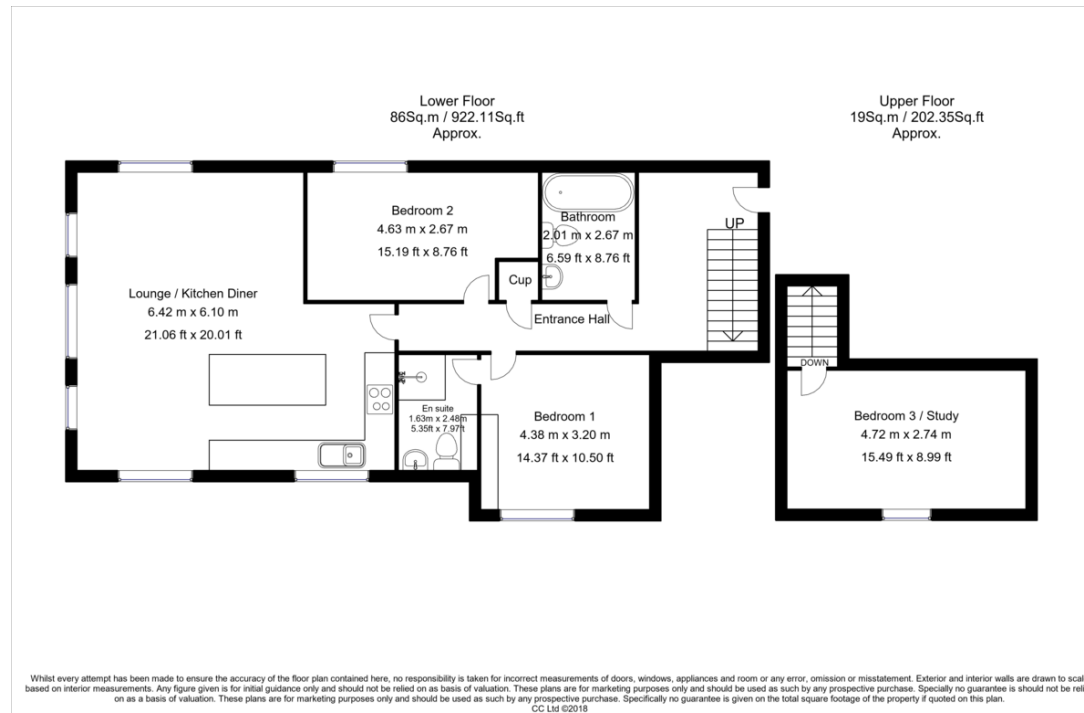 Lower Floor
86Sq.m / 922.11Sq.ft
Approx.
Upper Floor
19Sq.m / 202.35Sq.ft
Approx.
Bedroom 2
4.63 m x 2.67 m
15.19 ft x 8.76 ft
Bathroom
2.01 m x 2.67 m
6.59 ft x 8.76 ft
UP
Cup
Lounge / Kitchen Diner
6.42 m x 6.10 m
21.06 ft x 20.01 ft
Entrance Hall
DOWN
En suite
1.63m x 2.48m
5.35ft x 7.97ft
Bedroom 1
4.38 m x 3.20 m
14.37 ft x 10.50 ft
Bedroom 3 / Study
4.72 m x 2.74 m
15.49 ft x 8.99 ft
Whilst every attempt has been made to ensure the accuracy of the floor plan contained here, no responsibility is taken for incorrect measurements of doors, windows, appliances and room or any error, omission or misstatement. Exterior and interior walls are drawn to scal
based on interior measurements. Any figure given is for initial guidance only and should not be relied on as basis of valuation. These plans are for marketing purposes only and should be used as such by any prospective purchase. Specially no guarantee is should not be reli
on as a basis of valuation. These plans are for marketing purposes only and should be used as such by any prospective purchase. Specifically no guarantee is given on the total square footage of the property if quoted on this plan.
CC Ltd ©2018